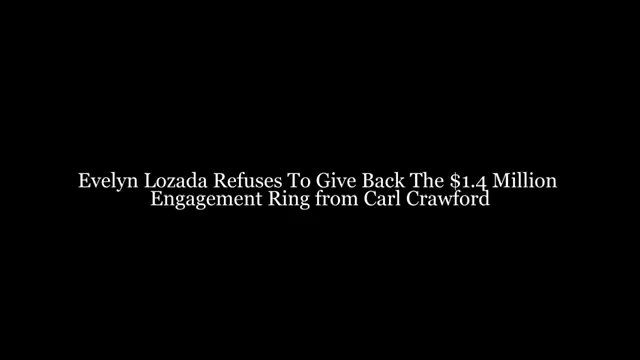 Evelyn Lozada Refuses To Give Back The $1.4 Million
Engagement Ring from Carl Crawford